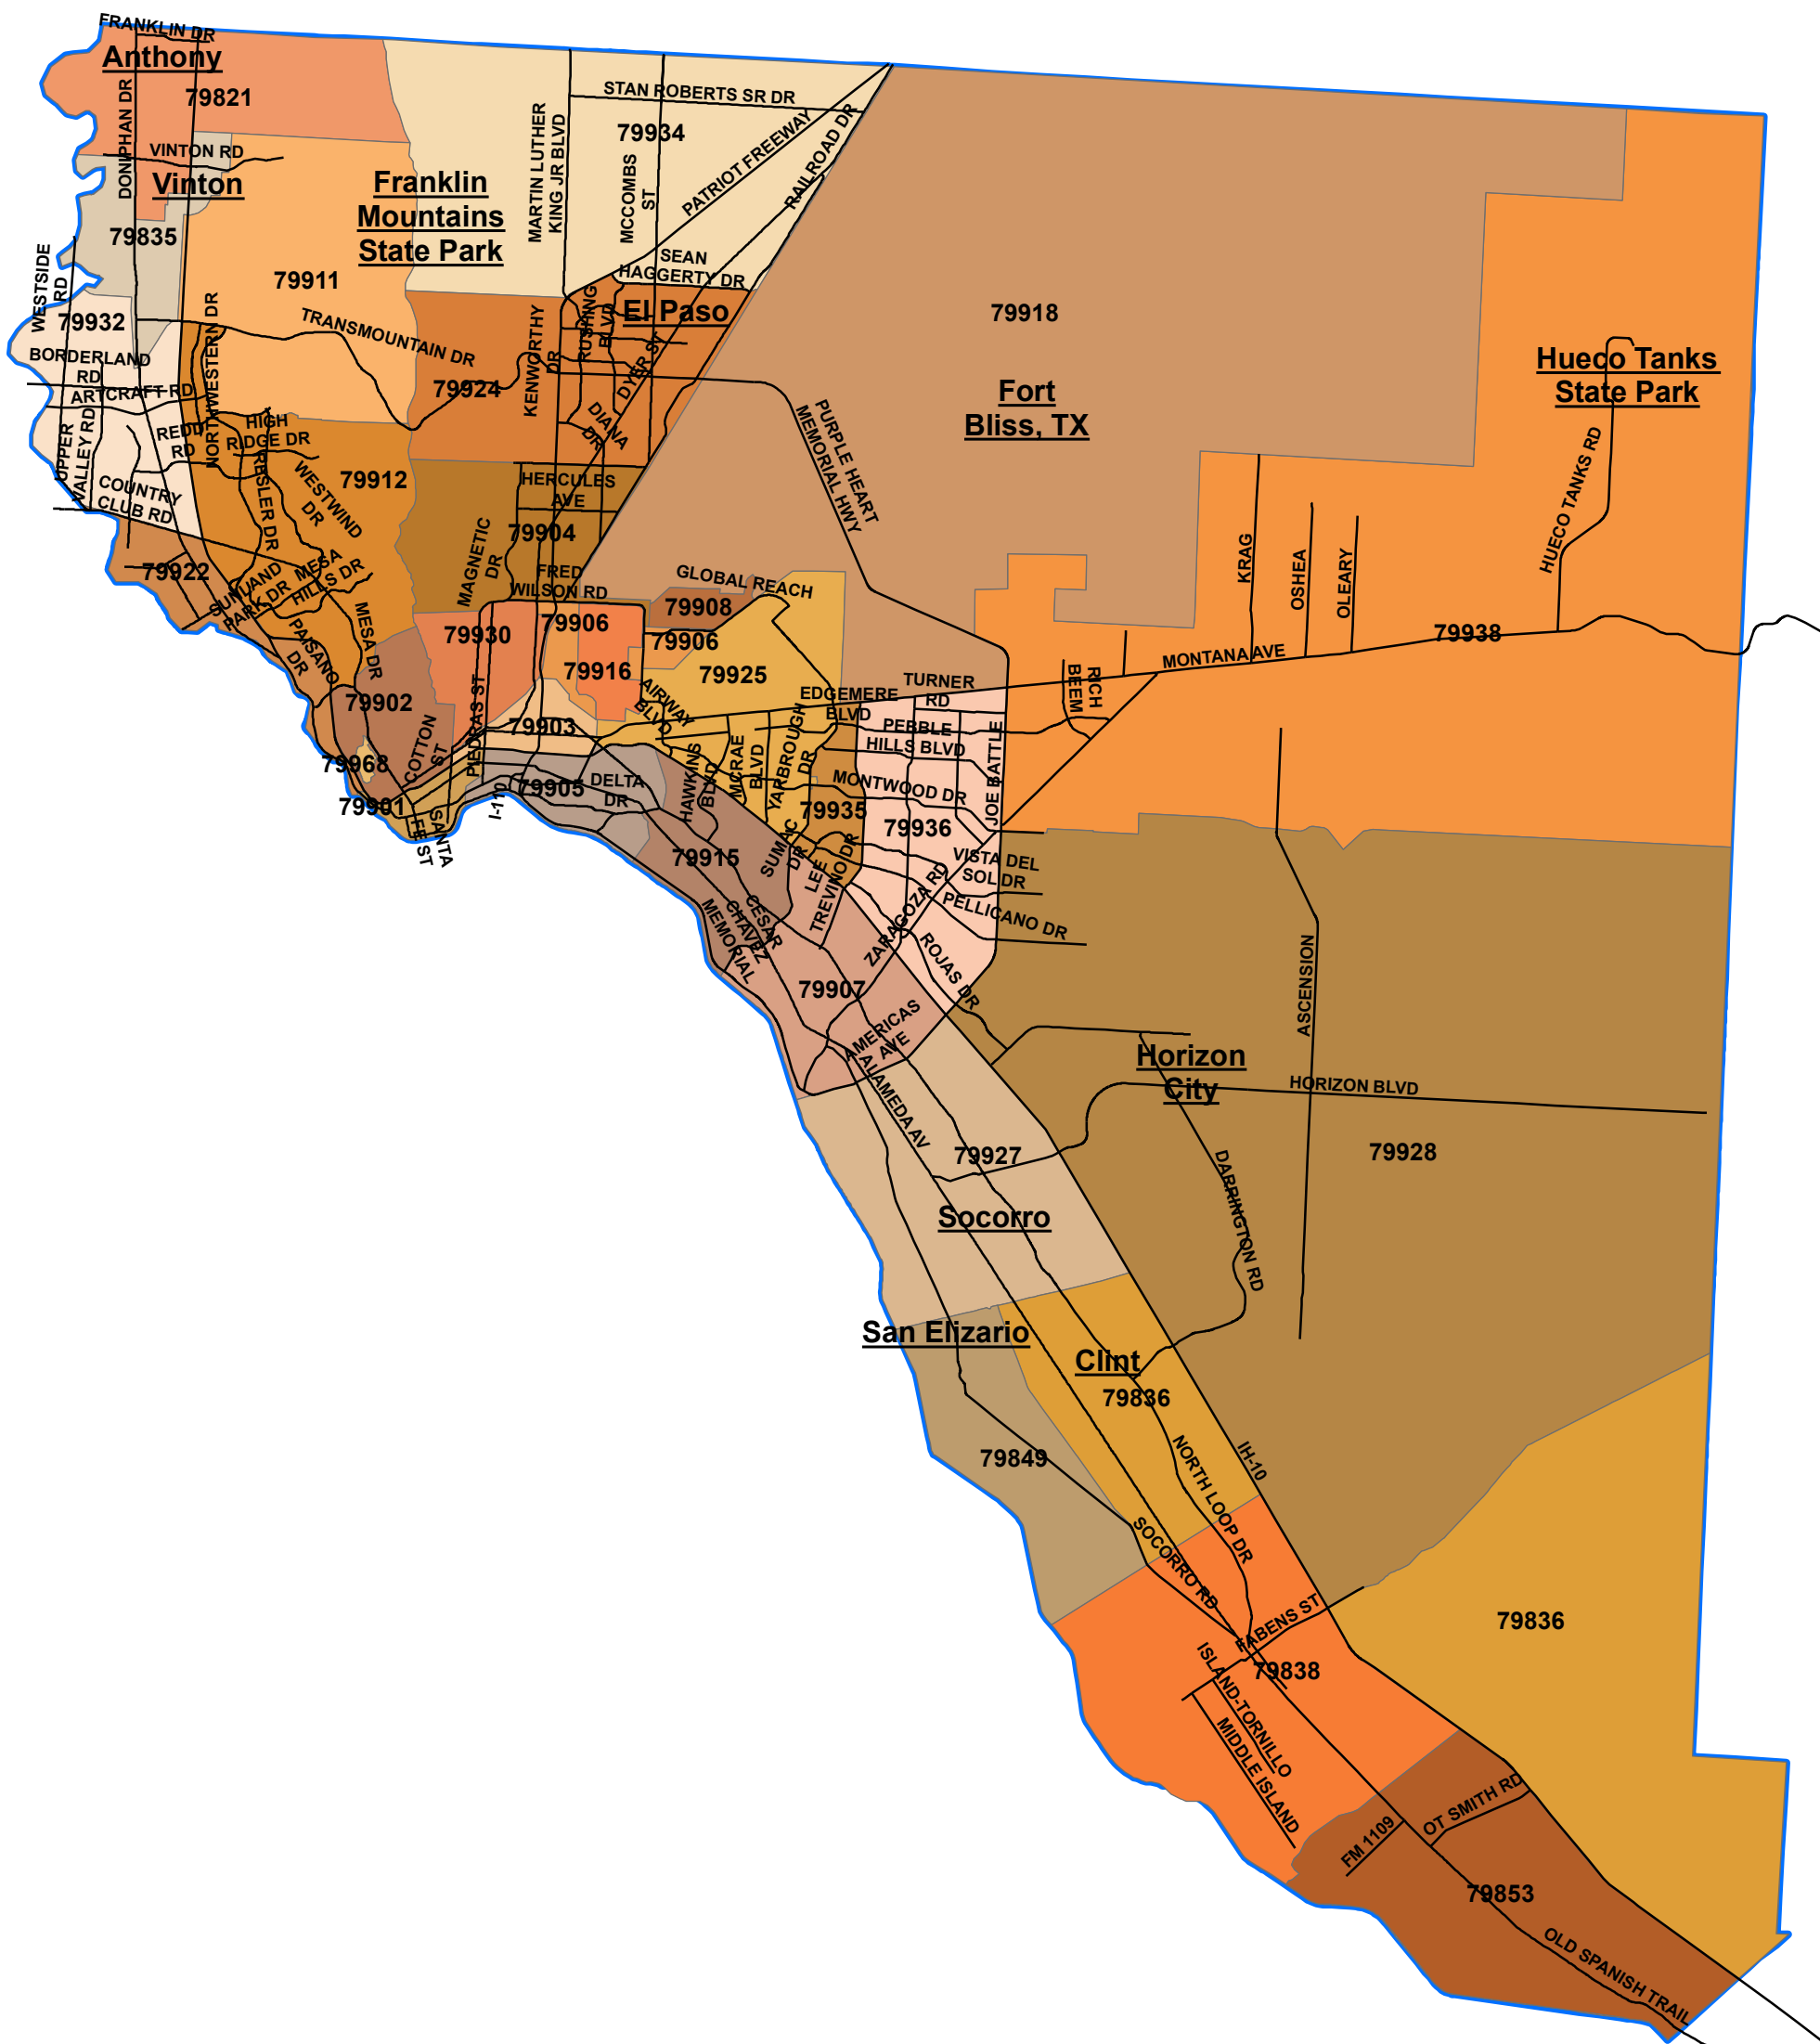 FRANKLIN DR
Anthony
79821
DONIPHAN DR
VINTON RD
Vinton
79835
WESTSIDE
RD
79932
BORDERLAND
RD
ARTCRAFT RD
UPPER
VALLEY RD
REDD
RD
COUNTRY
CLUB RD
NORTHWESTERN DR
79911
TRANSMOUNTAIN DR
Franklin
Mountains
State Park
MARTIN LUTHER
KING JR BLVD
STAN ROBERTS SR DR
79934
MCCOMBS
ST
PATRIOT FREEWAY
RAILROAD DR
SEAN
HAGGERTY DR
El Paso
RUSHING
BLVD
KENWORTHY
DR
DYER ST
DIANA
DR
79924
HIGH
RIDGE DR
RESLER DR
WESTWIND
DR
79912
79922
SUNLAND
PARK DR
MESA
HILLS DR
PAISANO
DR
MESA DR
HERCULES
AVE
79904
MAGNETIC
DR
FRED
WILSON RD
79918
Fort
Bliss, TX
PURPLE HEART
MEMORIAL HWY
Hueco Tanks
State Park
HUECO TANKS RD
KRAG
OSHEA
OLEARY
79938
MONTANA AVE
RICH
BEEM
GLOBAL REACH
79908
79906
79906
79916
79930
79925
79902
79903
79968
79901
COTTON
ST
PIEDRAS ST
SANTA
FE ST
I-110
79905
DELTA
DR
AIRWAY
BLVD
HAWKINS
BLVD
MCRAE
BLVD
YARBROUGH
DR
EDGEMERE
BLVD
TURNER
RD
PEBBLE
HILLS BLVD
MONTWOOD DR
JOE BATTLE
79935
79936
79915
SUMAC
DR
LEE
TREVINO DR
VISTA DEL
SOL DR
PELLICANO DR
ZARAGOZA RD
ROJAS DR
CESAR
CHAVEZ
MEMORIAL
79907
AMERICAS
AVE
ALAMEDA AV
ASCENSION
Horizon
City
HORIZON BLVD
79928
DARRINGTON RD
79927
Socorro
San Elizario
Clint
79836
79849
NORTH LOOP DR
IH-10
SOCORRO RD
FABENS ST
79838
79836
ISLAND-TORNILLO
MIDDLE ISLAND
OT SMITH RD
FM 1109
79853
OLD SPANISH TRAIL